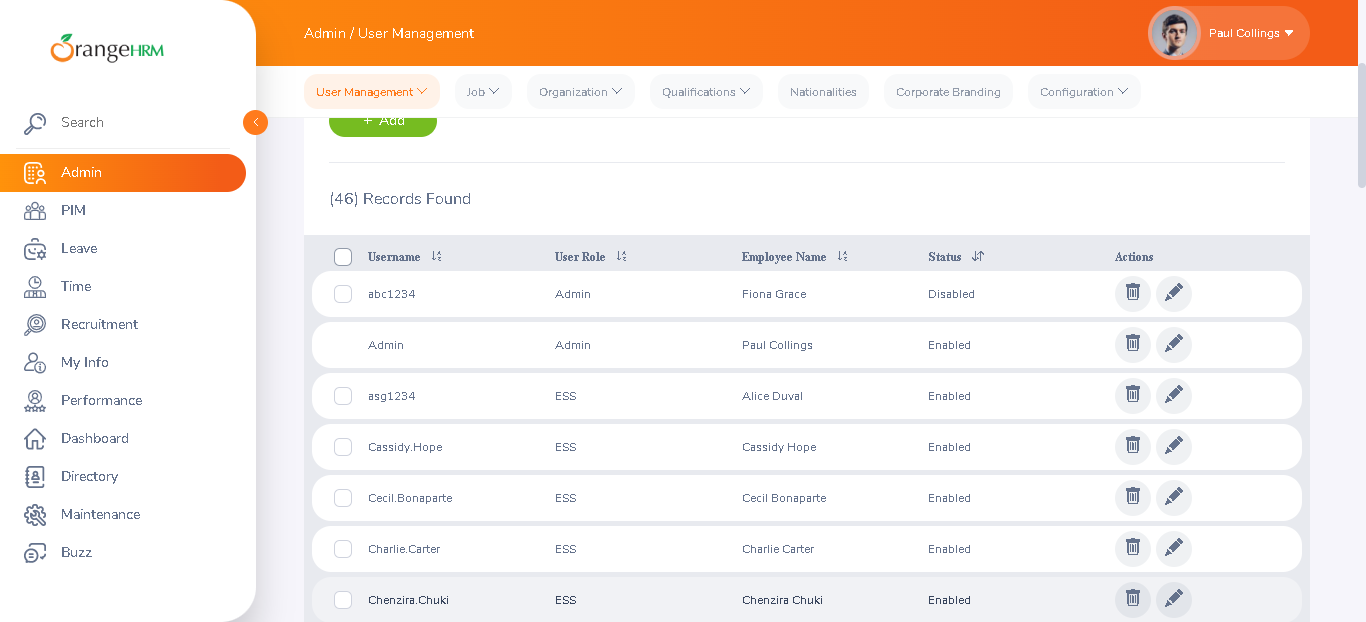 OrangeHRM
Admin / User Management
Paul Collings
User Management
Job
Organization
Qualifications
Nationalities
Corporate Branding
Configuration
Search
Admin
PIM
Leave
Time
Recruitment
My Info
Performance
Dashboard
Directory
Maintenance
Buzz
+ Add
(46) Records Found
Username User Role Employee Name Status Actions
abc1234 Admin Fiona Grace Disabled
Admin Admin Paul Collings Enabled
asg1234 ESS Alice Duval Enabled
Cassidy.Hope ESS Cassidy Hope Enabled
Cecil.Bonaparte ESS Cecil Bonaparte Enabled
Charlie.Carter ESS Charlie Carter Enabled
Chenzira.Chuki ESS Chenzira Chuki Enabled